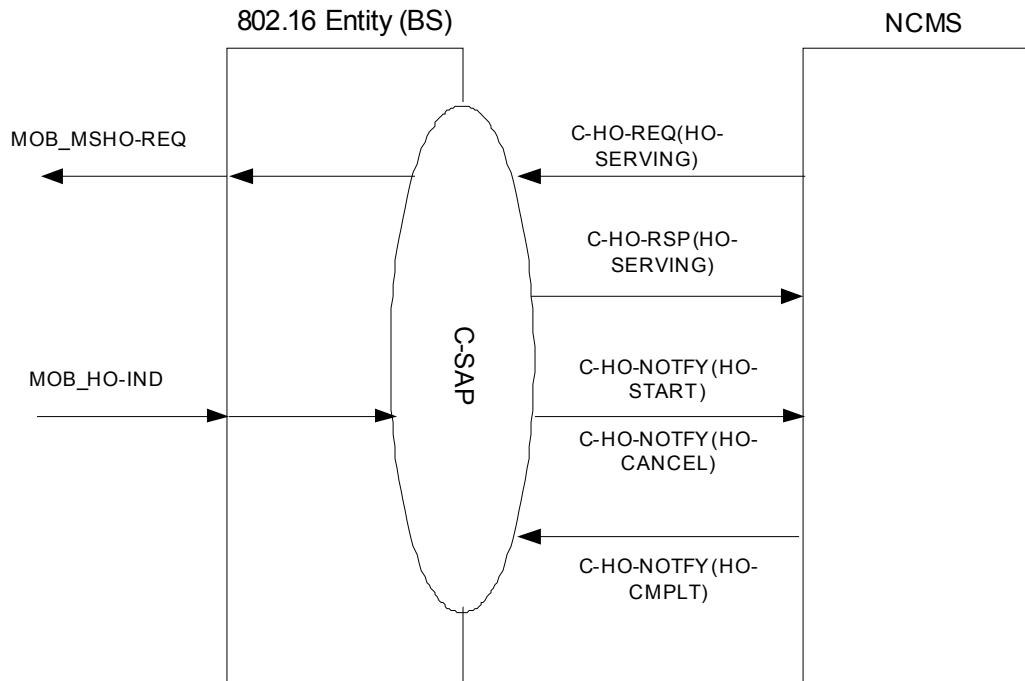 802.16 Entity (BS)
NCMS
MOB_MSHO-REQ
C-HO-REQ(HO-
SERVING)
C-HO-RSP(HO-
SERVING)
C-SAP
MOB_HO-IND
C-HO-NOTFY(HO-
START)
C-HO-NOTFY(HO-
CANCEL)
C-HO-NOTFY(HO-
CMPLT)